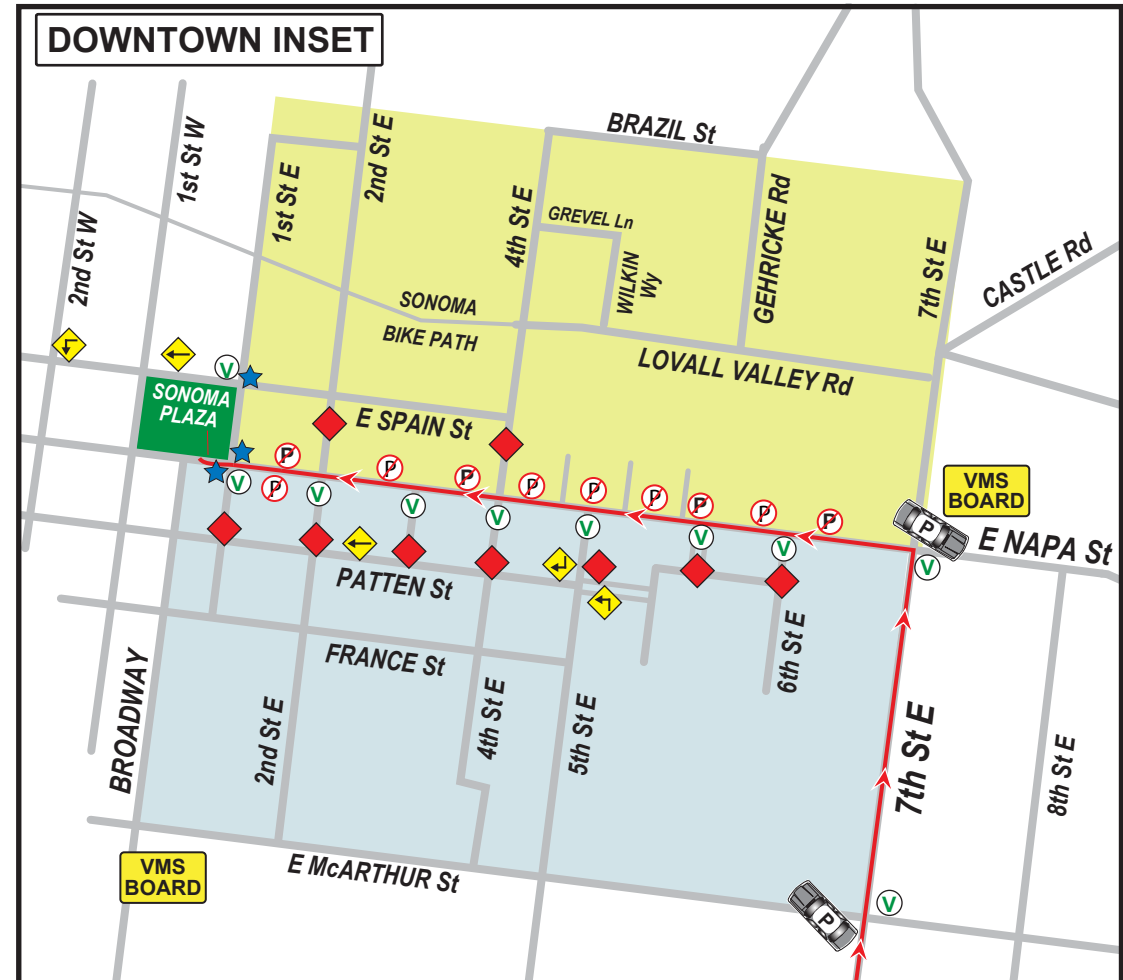 DOWNTOWN INSET
2nd St W
1st St W
1st St E
2nd St E
4th St E
BRAZIL St
GREVEL Ln
WILKIN
Wy
GEHRICKE Rd
7th St E
CASTLE Rd
SONOMA
BIKE PATH
LOVALL VALLEY Rd
V
SONOMA
PLAZA
E SPAIN St
P
P
P
P
P
P
P
P
P
P
V
V
V
V
V
V
V
VMS
BOARD
P
E NAPA St
V
PATTEN St
FRANCE St
6th St E
BROADWAY
2nd St E
4th St E
5th St E
7th St E
8th St E
E McARTHUR St
VMS
BOARD
P
V